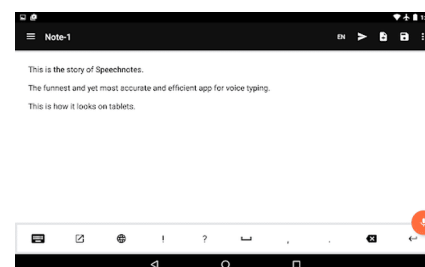 Note-1
EN
This is the story of Speechnotes.
The funnest and yet most accurate and efficient app for voice typing.
This is how it looks on tablets.
! ? , .